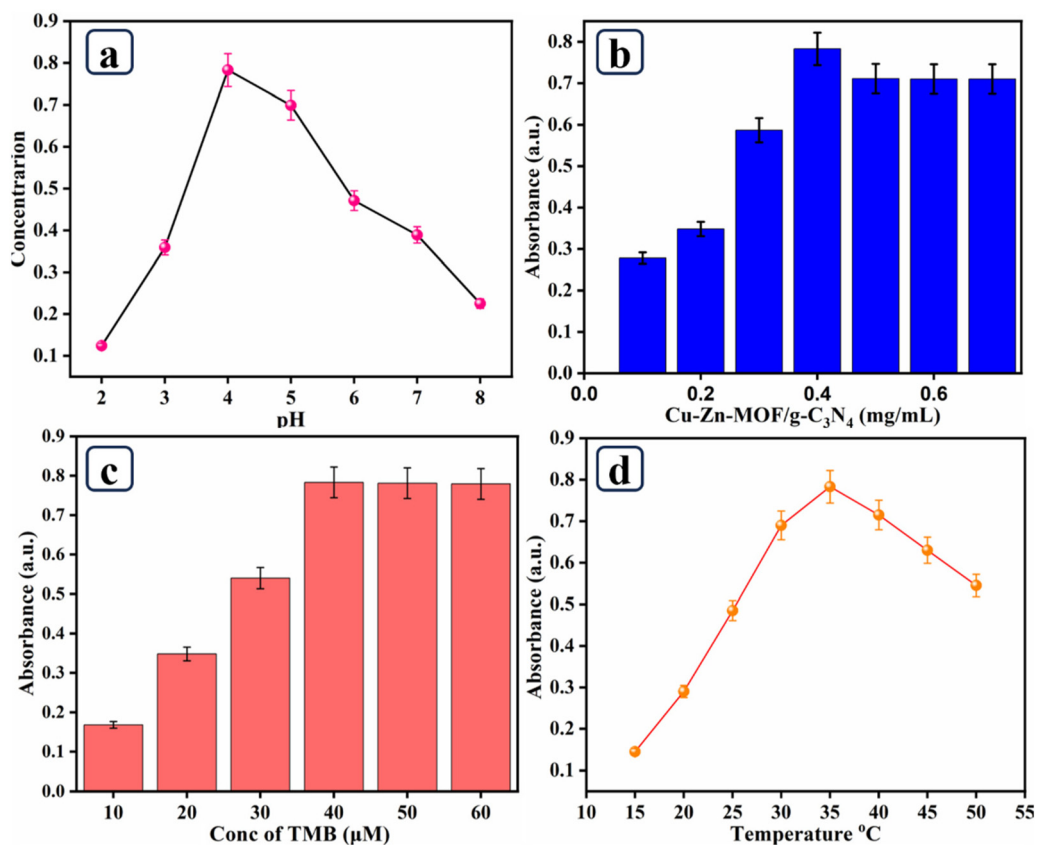 a
0.9
0.8
0.7
0.6
0.5
0.4
0.3
0.2
0.1
Concentrarion
2 3 4 5 6 7 8
pH
b
0.9
0.8
0.7
0.6
0.5
0.4
0.3
0.2
0.1
0.0
Absorbance (a.u.)
0.0 0.2 0.4 0.6
Cu-Zn-MOF/g-C₃N₄ (mg/mL)
c
0.9
0.8
0.7
0.6
0.5
0.4
0.3
0.2
0.1
0.0
Absorbance (a.u.)
10 20 30 40 50 60
Conc of TMB (μM)
d
0.9
0.8
0.7
0.6
0.5
0.4
0.3
0.2
0.1
Absorbance (a.u.)
10 15 20 25 30 35 40 45 50 55
Temperature ⁰C